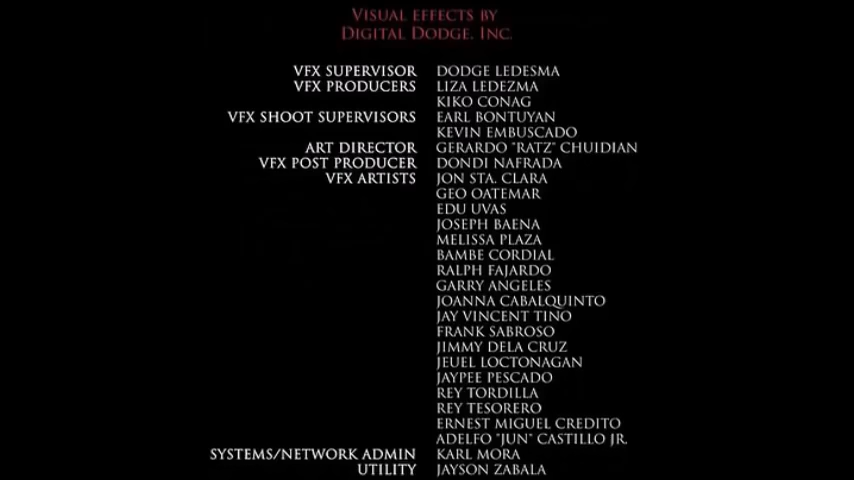 VISUAL EFFECTS BY
DIGITAL DODGE, INC.
VFX SUPERVISOR DODGE LEDESMA
VFX PRODUCERS LIZA LEDEZMA
KIKO CONAG
VFX SHOOT SUPERVISORS EARL BONTUYAN
KEVIN EMBUSCADO
ART DIRECTOR GERARDO "RATZ" CHUIDIAN
VFX POST PRODUCER DONDI NAFRADA
VFX ARTISTS JON STA. CLARA
GEO OATEMAR
EDU UVAS
JOSEPH BAENA
MELISSA PLAZA
BAMBE CORDIAL
RALPH FAJARDO
GARRY ANGELES
JOANNA CABALQUINTO
JAY VINCENT TINO
FRANK SABROSO
JIMMY DELA CRUZ
JEUEL LOCTONAGAN
JAYPEE PESCADO
REY TORDILLA
REY TESORERO
ERNEST MIGUEL CREDITO
ADELFO "JUN" CASTILLO JR.
SYSTEMS/NETWORK ADMIN KARL MORA
UTILITY JAYSON ZABALA